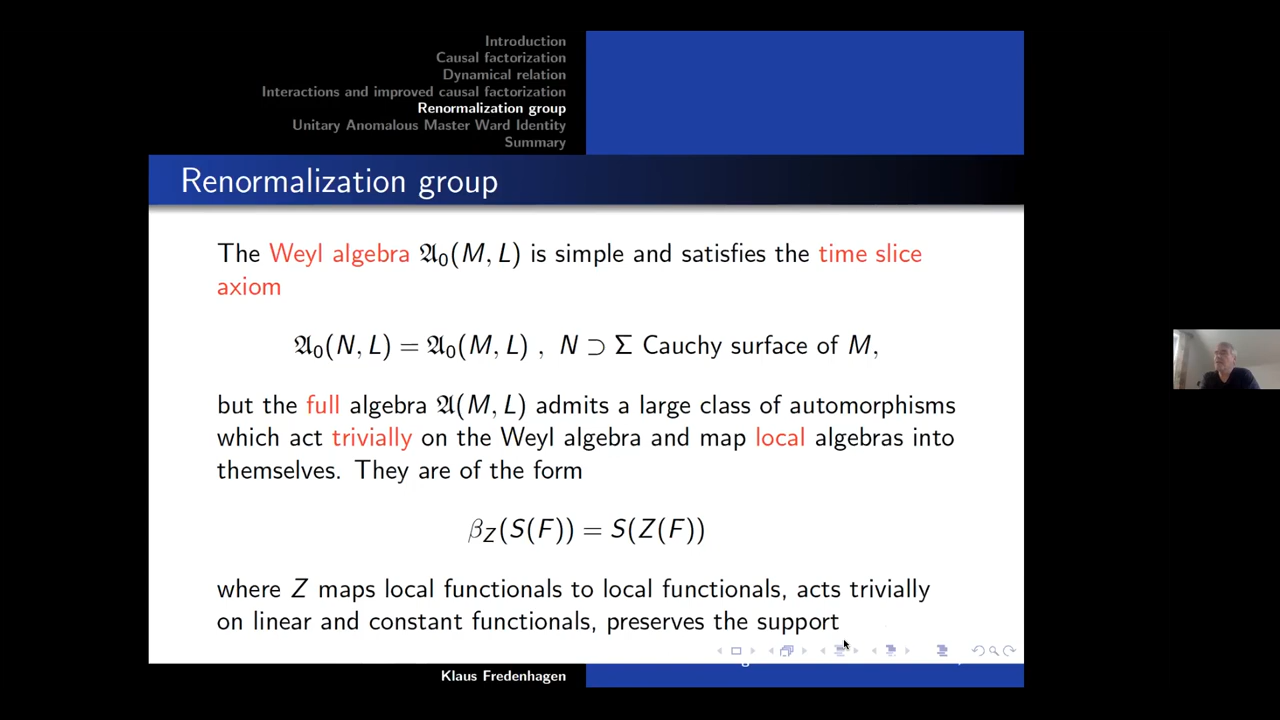 Introduction
Causal factorization
Dynamical relation
Interactions and improved causal factorization
Renormalization group
Unitary Anomalous Master Ward Identity
Summary
Renormalization group
The Weyl algebra 𝔄₀(M, L) is simple and satisfies the time slice
axiom
𝔄₀(N, L) = 𝔄₀(M, L) , N ⊃ Σ Cauchy surface of M,
but the full algebra 𝔄(M, L) admits a large class of automorphisms
which act trivially on the Weyl algebra and map local algebras into
themselves. They are of the form
β_Z(S(F)) = S(Z(F))
where Z maps local functionals to local functionals, acts trivially
on linear and constant functionals, preserves the support
Klaus Fredenhagen